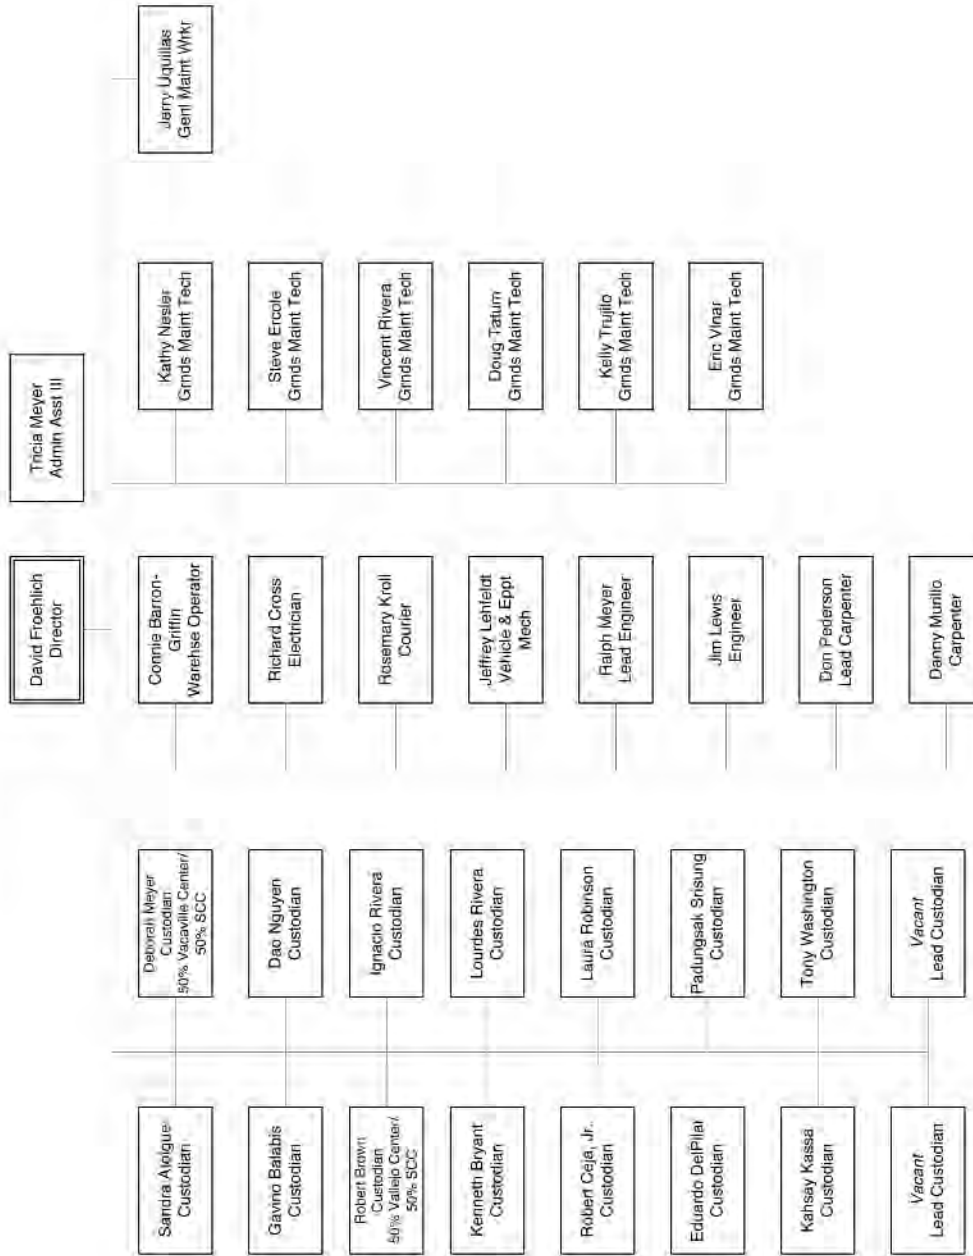 David Froehlich
Director
Tricia Meyer
Admin Asst III
Sandra Aloigue
Custodian
Deborah Meyer
Custodian
50% Vacaville Center/
50% SCC
Connie Barron-
Griffin
Warehse Operator
Kathy Nasler
Grnds Maint Tech
Jerry Uquillas
Genl Maint Wrkr
Gavino Balabis
Custodian
Dao Nguyen
Custodian
Richard Cross
Electrician
Steve Ercole
Grnds Maint Tech
Robert Brown
Custodian
50% Vallejo Center/
50% SCC
Ignacio Rivera
Custodian
Rosemary Kroll
Courier
Vincent Rivera
Grnds Maint Tech
Kenneth Bryant
Custodian
Lourdes Rivera
Custodian
Jeffrey Lehfeldt
Vehicle & Eppt
Mech
Doug Tatum
Grnds Maint Tech
Robert Ceja, Jr.
Custodian
Laura Robinson
Custodian
Ralph Meyer
Lead Engineer
Kelly Trujilo
Grnds Maint Tech
Eduardo DelPilar
Custodian
Padungsak Srisung
Custodian
Jim Lewis
Engineer
Eric Vinar
Grnds Maint Tech
Kahsay Kassa
Custodian
Tony Washington
Custodian
Don Pederson
Lead Carpenter
Vacant
Lead Custodian
Vacant
Lead Custodian
Danny Murillo
Carpenter